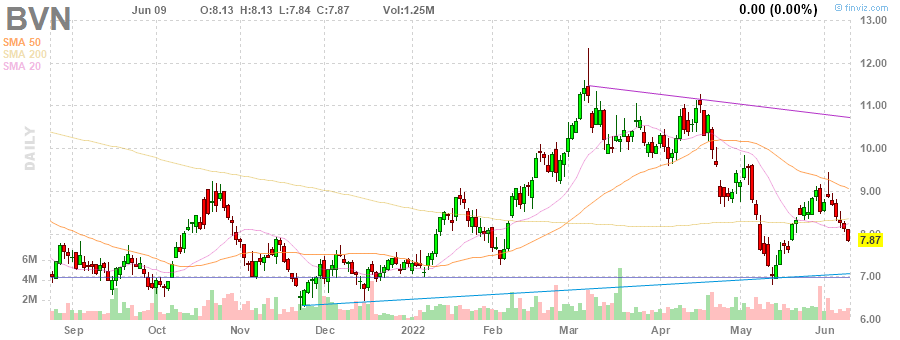 BVN Jun 09 O:8.13 H:8.13 L:7.84 C:7.87 Vol:1.25M 0.00 (0.00%) finviz.com
SMA 50
SMA 200
SMA 20
DAILY
13.00
12.00
11.00
10.00
9.00
8.00
7.87
7.00
6.00
6M
4M
2M
Sep Oct Nov Dec 2022 Feb Mar Apr May Jun